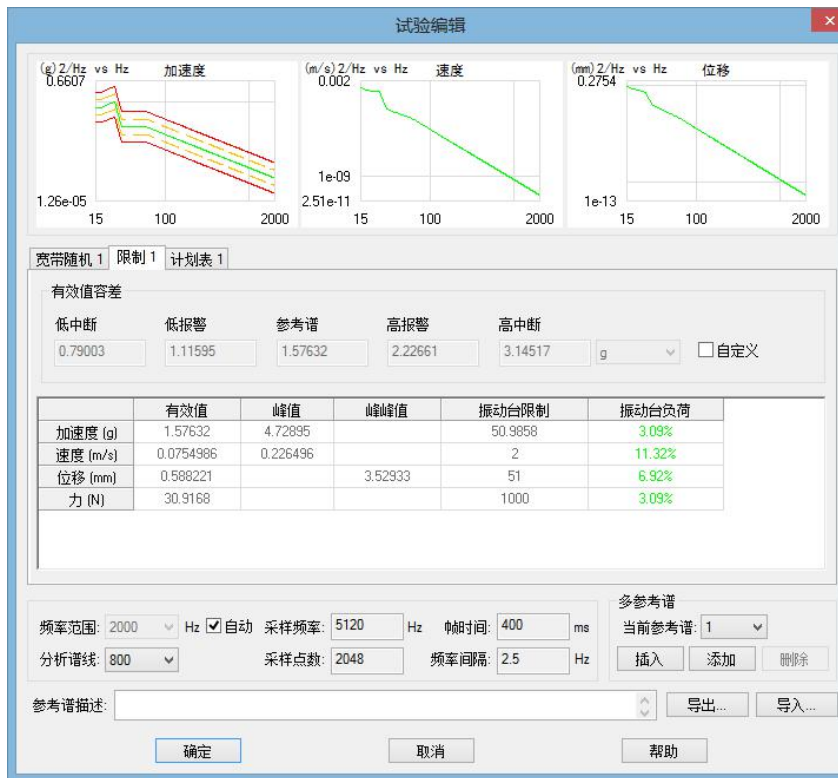 试验编辑
(g)2/Hz vs Hz 加速度
0.6607
1.26e-05
15 100 2000
(m/s)2/Hz vs Hz 速度
0.002
1e-09
2.51e-11
15 100 2000
(mm)2/Hz vs Hz 位移
0.2754
1e-13
15 100 2000
宽带随机 1 限制 1 计划表 1
有效值容差
低中断 低报警 参考谱 高报警 高中断
0.79003 1.11595 1.57632 2.22661 3.14517 g 自定义
有效值 峰值 峰峰值 振动台限制 振动台负荷
加速度 (g) 1.57632 4.72895 50.9858 3.09%
速度 (m/s) 0.0754986 0.226496 2 11.32%
位移 (mm) 0.588221 3.52933 51 6.92%
力 (N) 30.9168 1000 3.09%
频率范围: 2000 Hz 自动 采样频率: 5120 Hz 帧时间: 400 ms
分析谱线: 800 采样点数: 2048 频率间隔: 2.5 Hz
多参考谱
当前参考谱: 1
插入 添加 删除
参考谱描述: 导出... 导入...
确定 取消 帮助